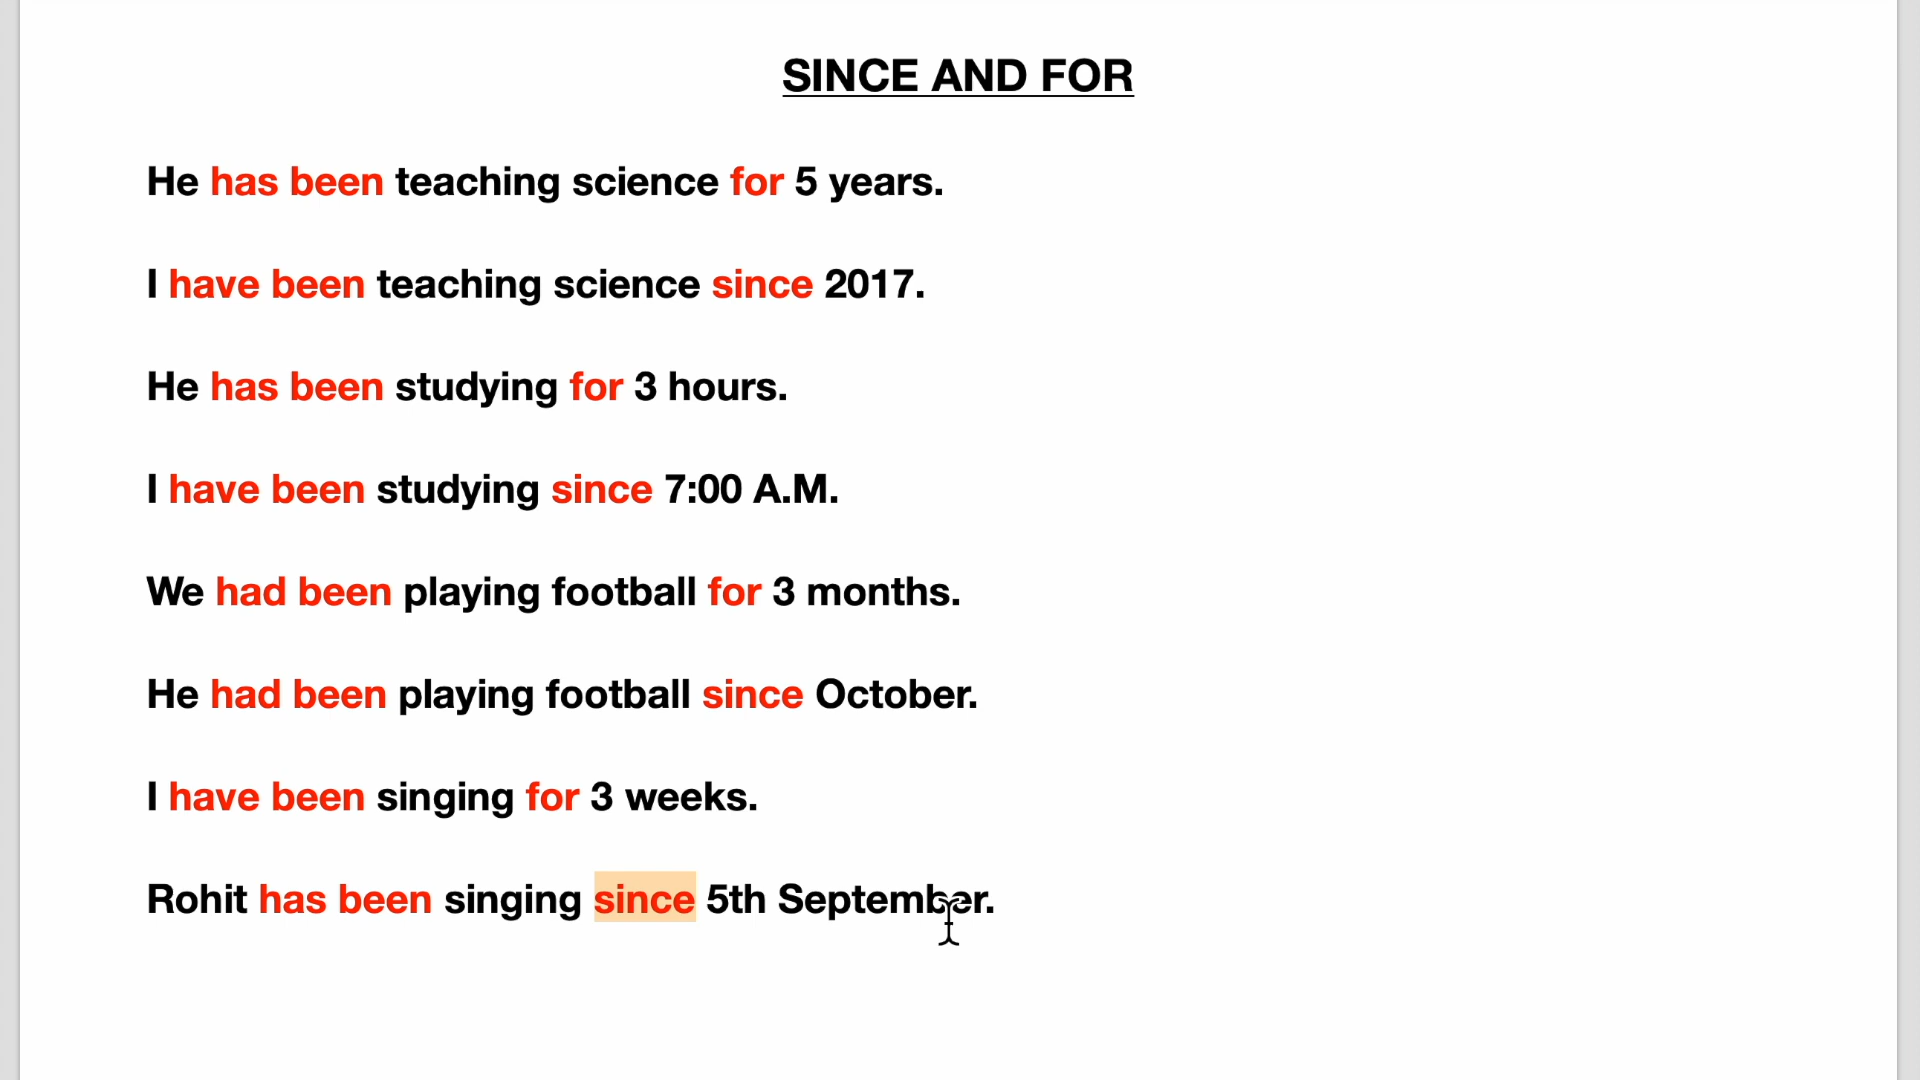 SINCE AND FOR
He has been teaching science for 5 years.
I have been teaching science since 2017.
He has been studying for 3 hours.
I have been studying since 7:00 A.M.
We had been playing football for 3 months.
He had been playing football since October.
I have been singing for 3 weeks.
Rohit has been singing since 5th September.